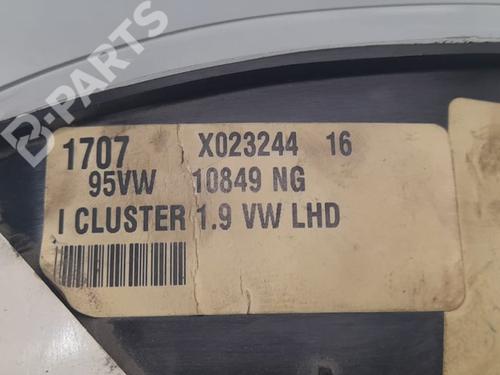 B-PARTS
1707 X023244 16
95VW 10849 NG
I CLUSTER 1.9 VW LHD